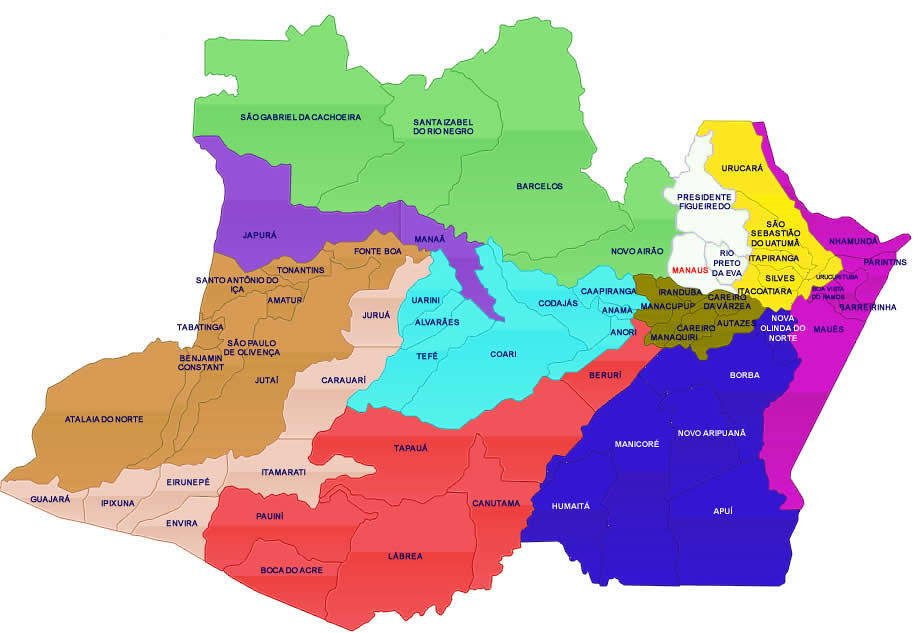 SÃO GABRIEL DA CACHOEIRA
SANTA IZABEL
DO RIO NEGRO
BARCELOS
URUCARÁ
PRESIDENTE
FIGUEIREDO
SÃO
SEBASTIÃO
DO UATUMÃ
JAPURÁ
MANAÃ
NOVO AIRÃO
NHAMUNDÁ
FONTE BOA
RIO
PRETO
DA EVA
ITAPIRANGA
PARINTINS
TONANTINS
MANAUS
SILVES
URUCURITUBA
SANTO ANTÔNIO DO
IÇA
AMATUR
UARINI
CODAJÁS
CAAPIRANGA
IRANDUBA
ITACOATIARA
BOA VISTA
DO RAMOS
BARREIRINHA
JURUÁ
ALVARÃES
ANAMÃ
MANACUPUP
CAREIRO
DA VÁRZEA
TABATINGA
SÃO PAULO
DE OLIVENÇA
ANORI
CAREIRO
AUTAZES
NOVA
OLINDA DO
NORTE
MAUÉS
BENJAMIN
CONSTANT
TEFÉ
COARI
MANAQUIRI
JUTAÍ
CARAUARÍ
BERURÍ
BORBA
ATALAIA DO NORTE
TAPAUÁ
MANICORÉ
NOVO ARIPUANÃ
GUAJARÁ
IPIXUNA
EIRUNEPÉ
ITAMARATI
CANUTAMA
HUMAITÁ
APUÍ
ENVIRA
PAUINÍ
LÁBREA
BOCA DO ACRE